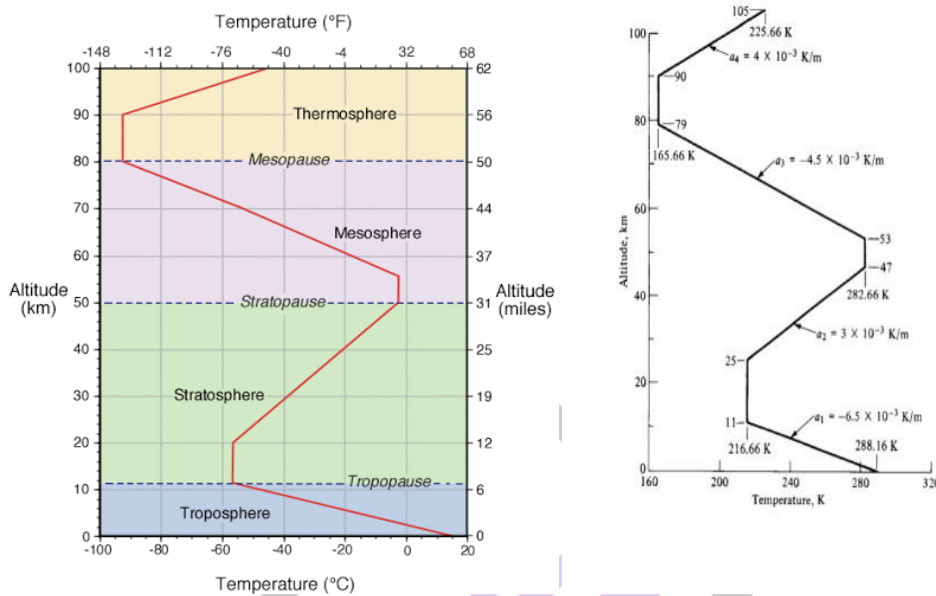 Temperature (°F)
-148 -112 -76 -40 -4 32 68
100 62
90 Thermosphere 56
80 Mesopause 50
70 44
Mesosphere
60 37
Altitude (km) 50 Stratopause 31 Altitude (miles)
40 25
30 Stratosphere 19
20 12
Tropopause
10 6
Troposphere
0 0
-100 -80 -60 -40 -20 0 20
Temperature (°C)
105
225.66 K
100
a4 = 4 × 10⁻³ K/m
90
80 79
165.66 K
a3 = −4.5 × 10⁻³ K/m
60
53
Altitude, km
47
282.66 K
40
a2 = 3 × 10⁻³ K/m
25
20
a1 = −6.5 × 10⁻³ K/m
11
216.66 K 288.16 K
0
160 200 240 280 320
Temperature, K